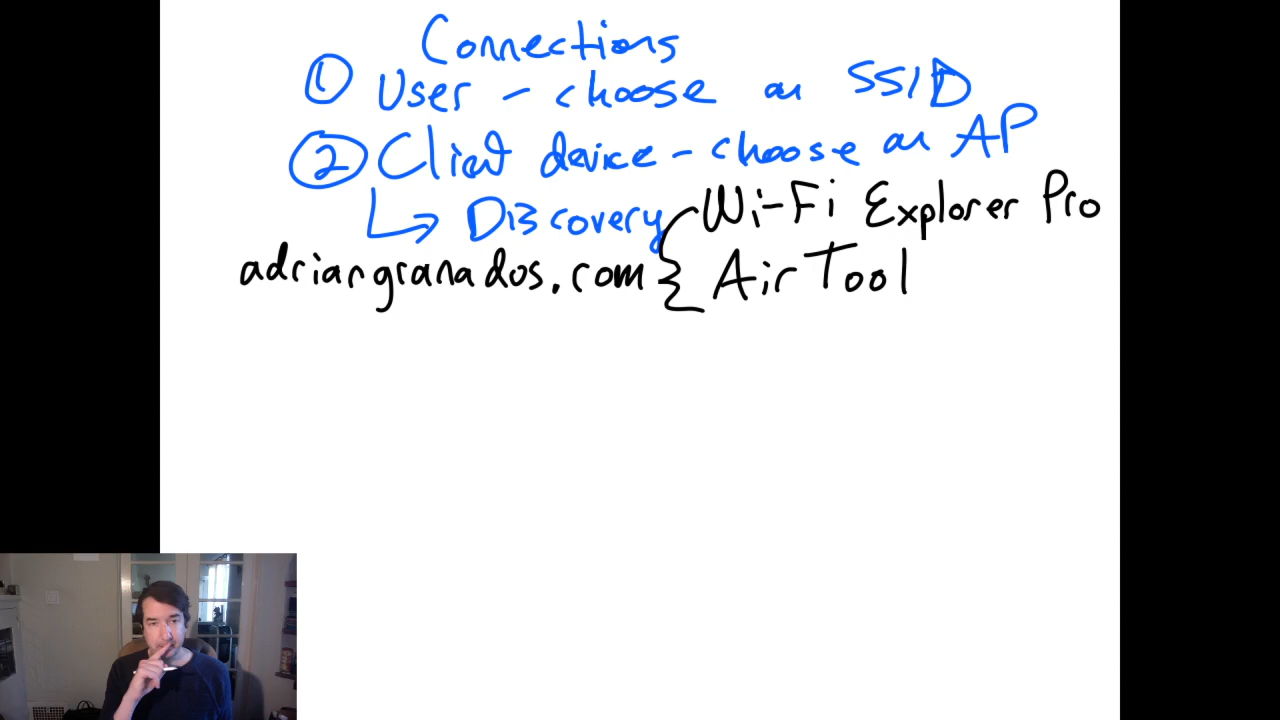 Connections
① User - choose an SSID
② Client device - choose an AP
↳ Discovery
Wi-Fi Explorer Pro
adriangranados.com { AirTool